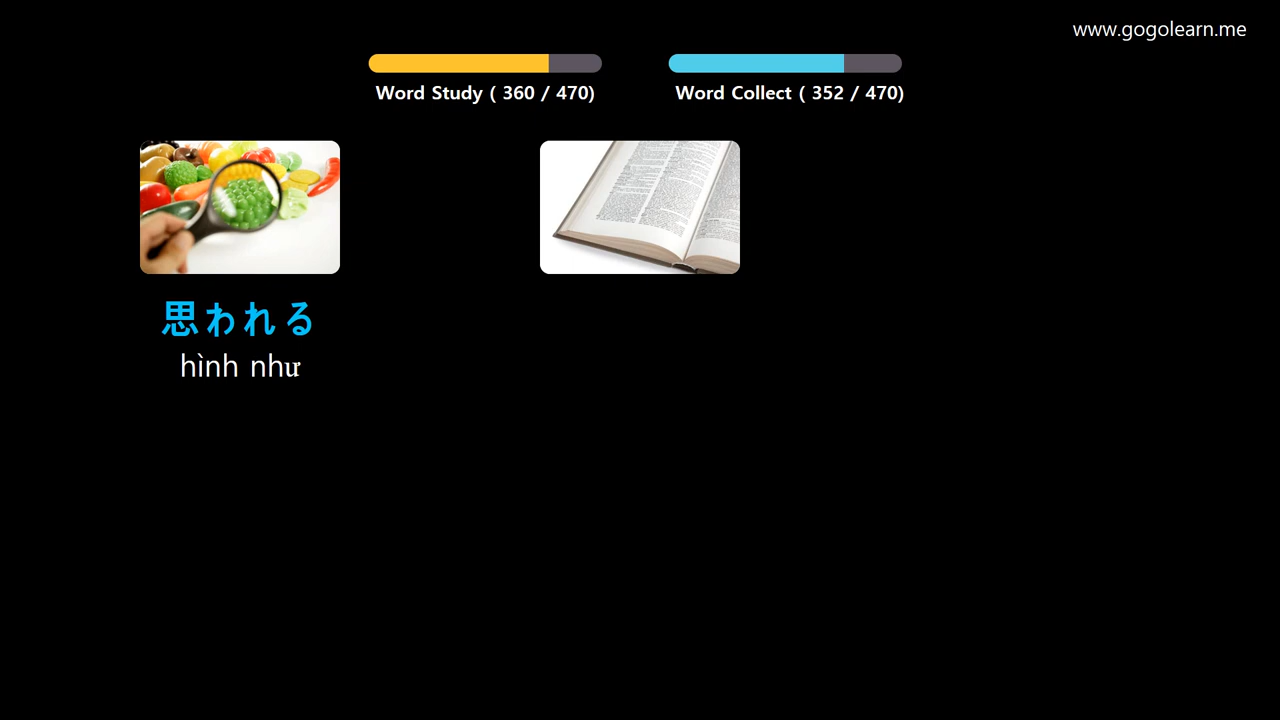 www.gogolearn.me
Word Study ( 360 / 470)
Word Collect ( 352 / 470)
思われる
hình như